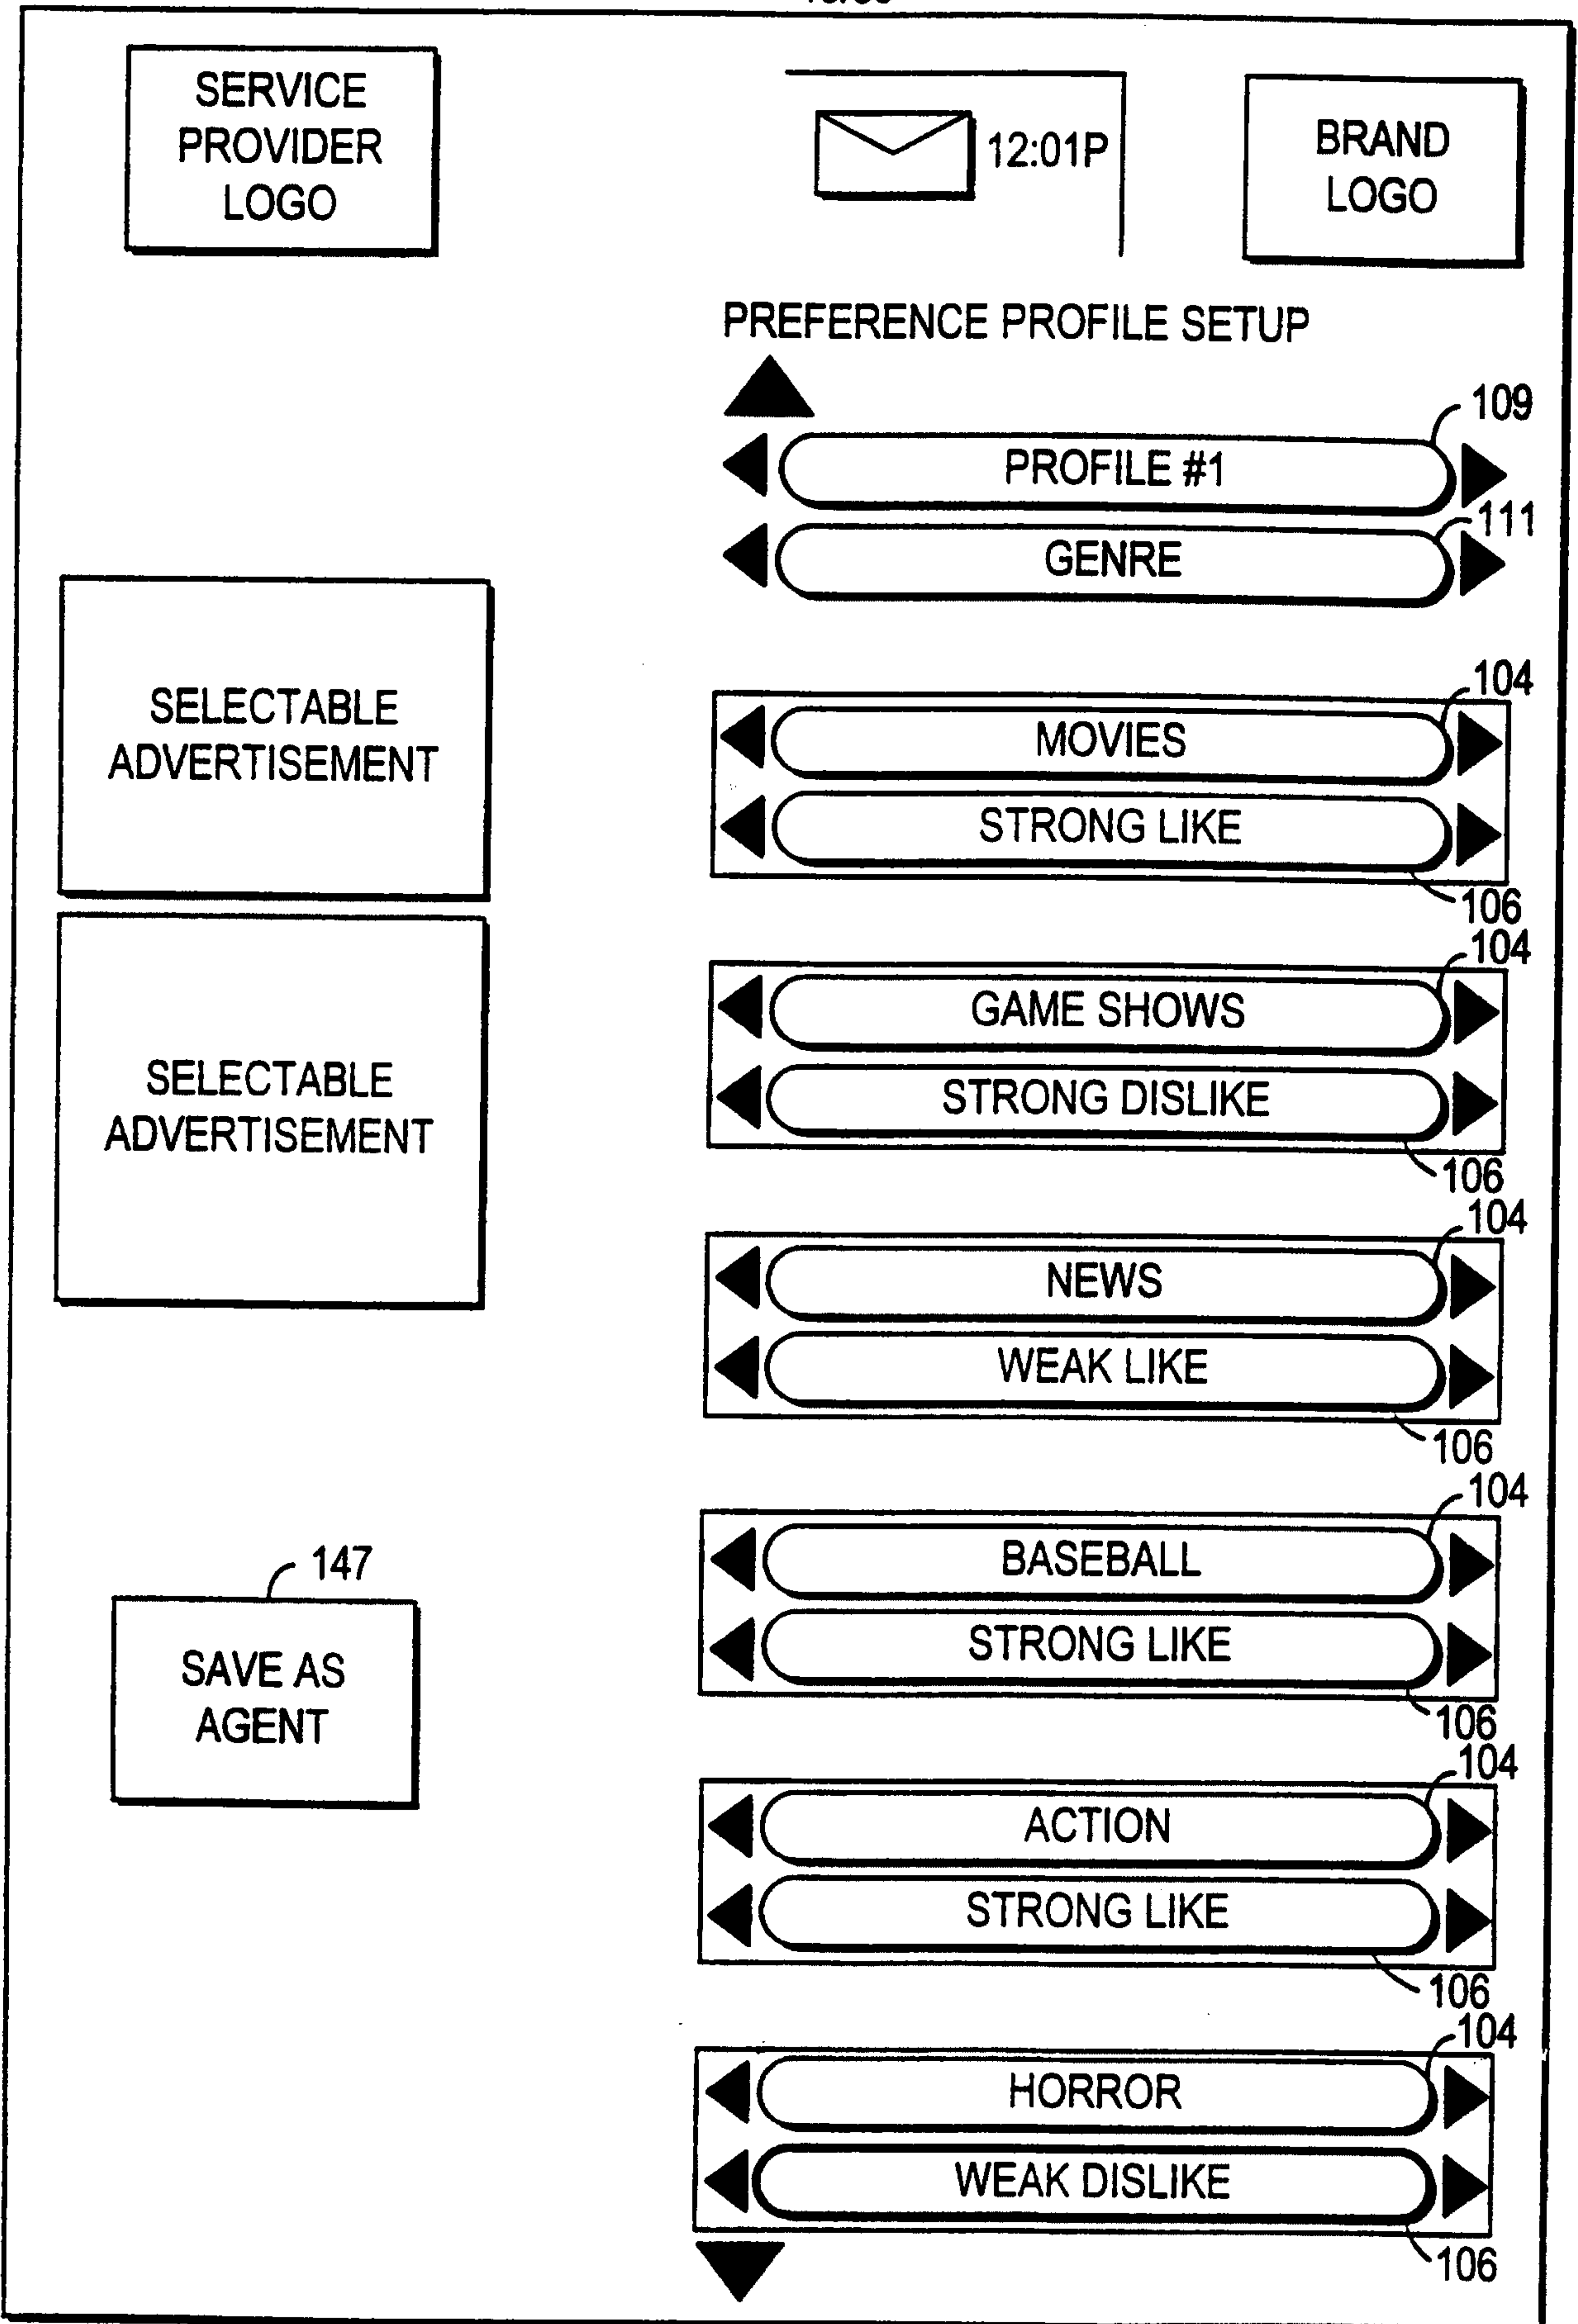 SERVICE
PROVIDER
LOGO
12:01P
BRAND
LOGO
PREFERENCE PROFILE SETUP
109
PROFILE #1
111
GENRE
SELECTABLE
ADVERTISEMENT
104
MOVIES
STRONG LIKE
106
104
GAME SHOWS
STRONG DISLIKE
106
SELECTABLE
ADVERTISEMENT
104
NEWS
WEAK LIKE
106
104
BASEBALL
STRONG LIKE
106
147
SAVE AS
AGENT
104
ACTION
STRONG LIKE
106
104
HORROR
WEAK DISLIKE
106